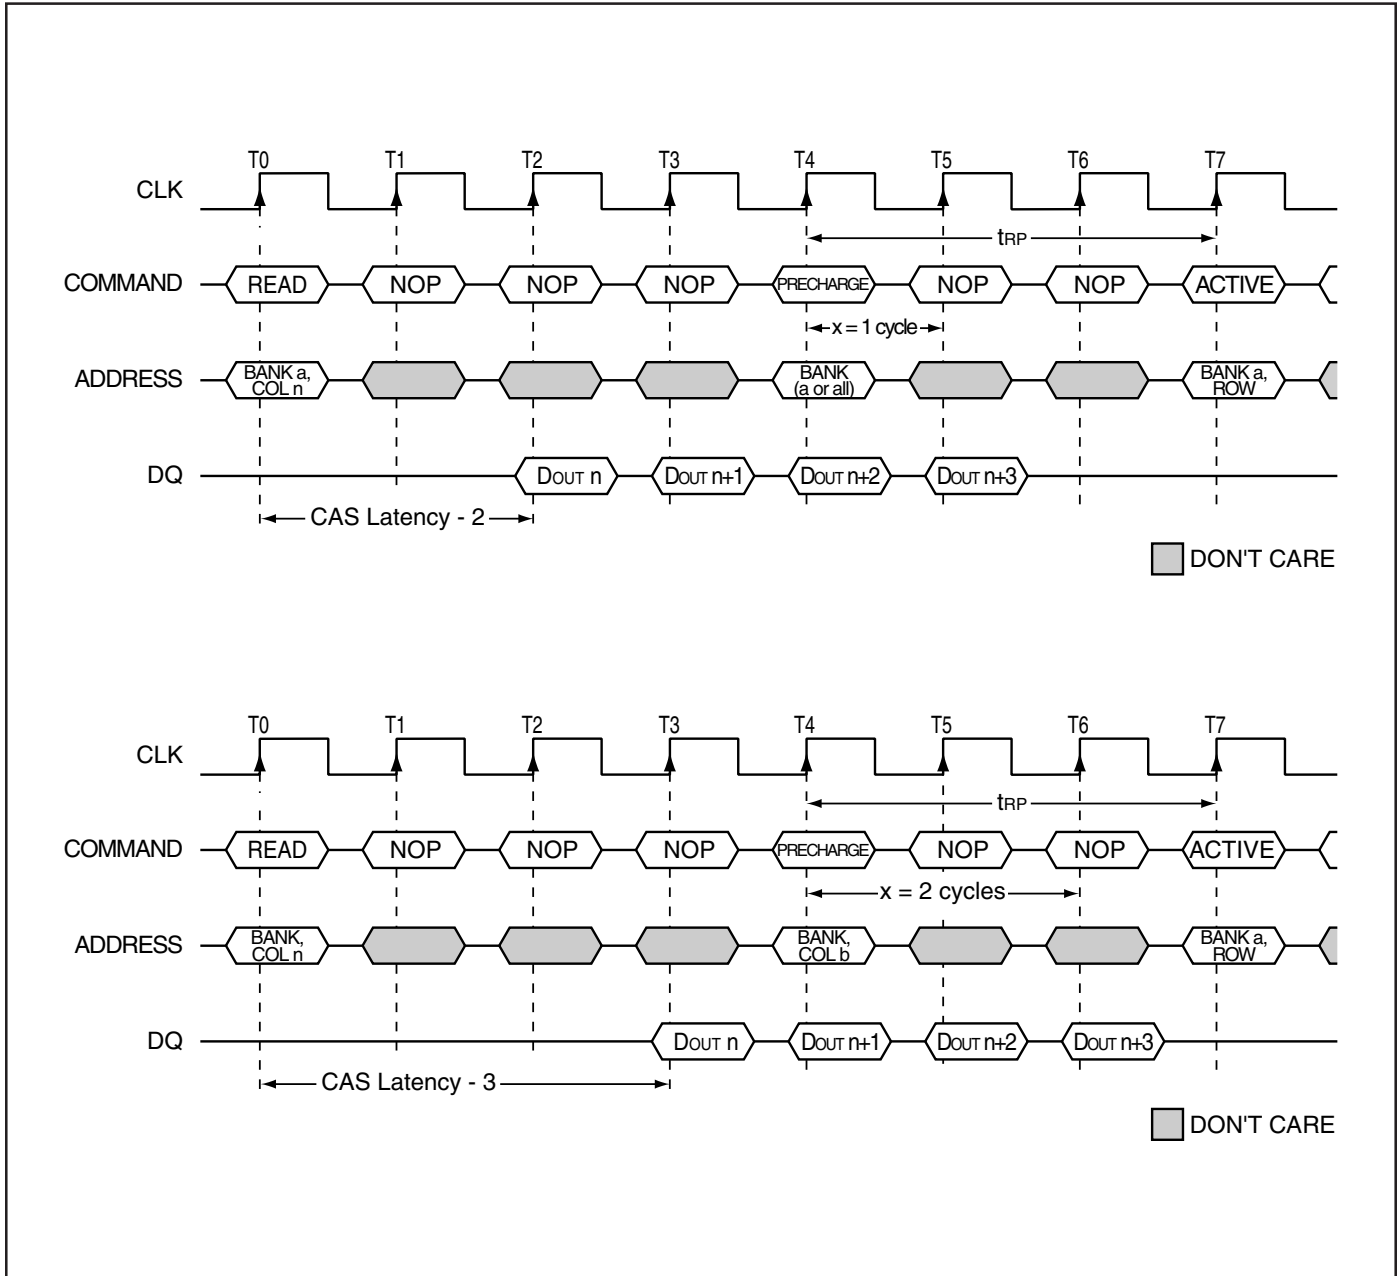 T0 T1 T2 T3 T4 T5 T6 T7
CLK
tRP
COMMAND READ NOP NOP NOP PRECHARGE NOP NOP ACTIVE
x = 1 cycle
ADDRESS BANK a, COL n BANK (a or all) BANK a, ROW
DQ DOUT n DOUT n+1 DOUT n+2 DOUT n+3
CAS Latency - 2
DON'T CARE
T0 T1 T2 T3 T4 T5 T6 T7
CLK
tRP
COMMAND READ NOP NOP NOP PRECHARGE NOP NOP ACTIVE
x = 2 cycles
ADDRESS BANK, COL n BANK, COL b BANK a, ROW
DQ DOUT n DOUT n+1 DOUT n+2 DOUT n+3
CAS Latency - 3
DON'T CARE